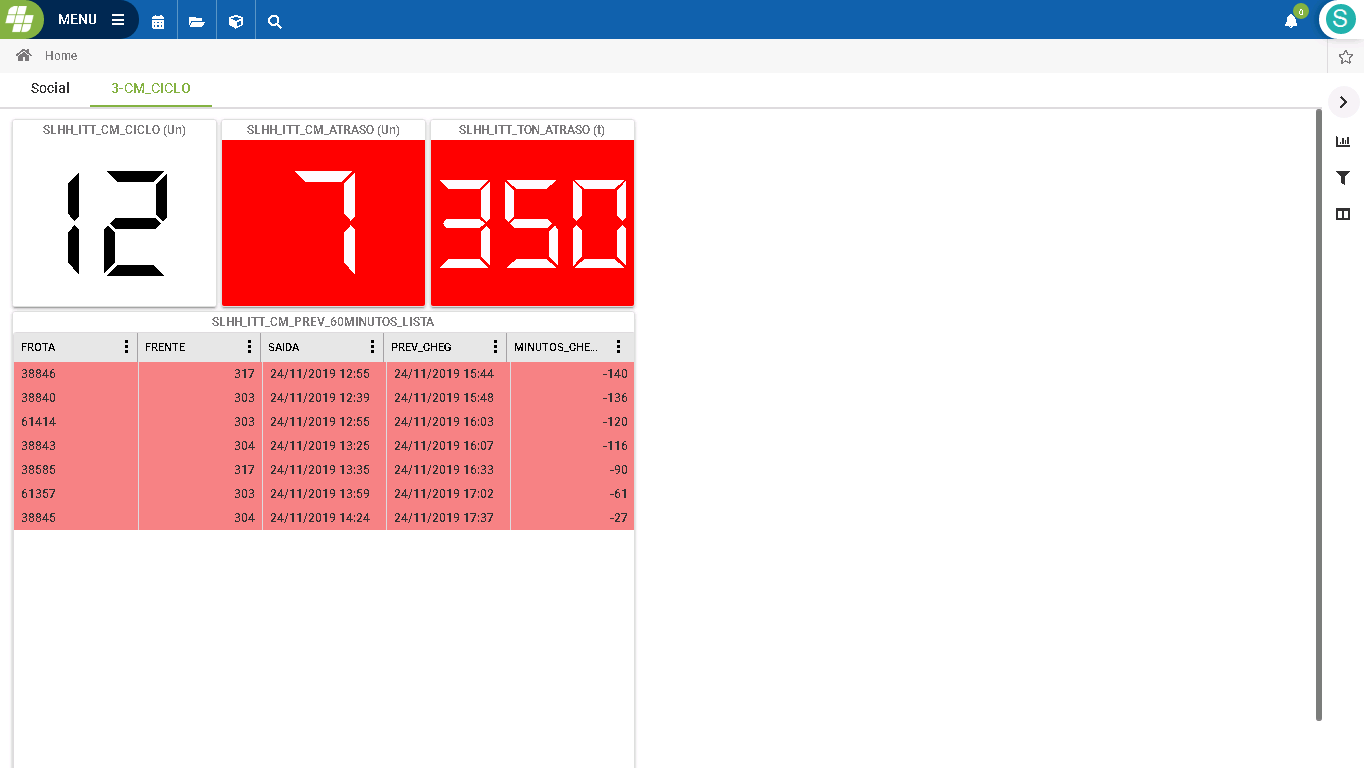 MENU
0
S
Home
Social 3-CM_CICLO
SLHH_ITT_CM_CICLO (Un) SLHH_ITT_CM_ATRASO (Un) SLHH_ITT_TON_ATRASO (t)
12 7 350
SLHH_ITT_CM_PREV_60MINUTOS_LISTA
FROTA FRENTE SAIDA PREV_CHEG MINUTOS_CHE...
38846 317 24/11/2019 12:55 24/11/2019 15:44 -140
38840 303 24/11/2019 12:39 24/11/2019 15:48 -136
61414 303 24/11/2019 12:55 24/11/2019 16:03 -120
38843 304 24/11/2019 13:25 24/11/2019 16:07 -116
38585 317 24/11/2019 13:35 24/11/2019 16:33 -90
61357 303 24/11/2019 13:59 24/11/2019 17:02 -61
38845 304 24/11/2019 14:24 24/11/2019 17:37 -27